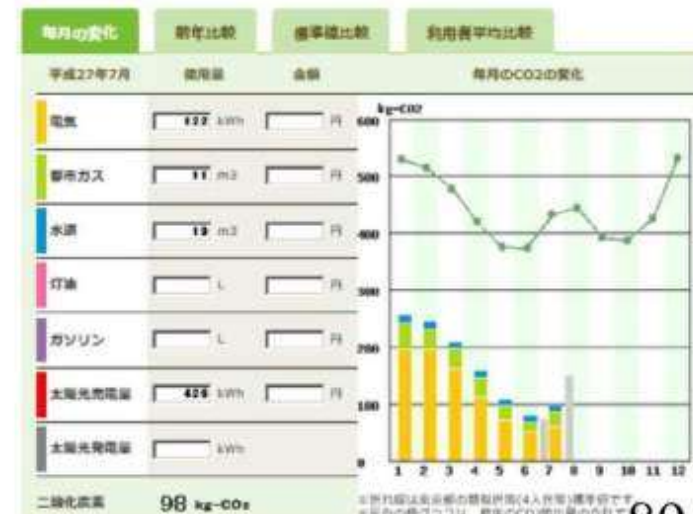 毎月の変化
前年比較
標準値比較
利用者平均比較
平成27年7月
使用量
金額
毎月のCO2の変化
電気
122 kWh
円
都市ガス
11 m3
円
水道
19 m3
円
灯油
L
円
ガソリン
L
円
太陽光売電量
426 kWh
円
太陽光発電量
kWh
二酸化炭素
98 kg-CO2
kg-CO2
600
500
400
300
200
100
0
1 2 3 4 5 6 7 8 9 10 11 12